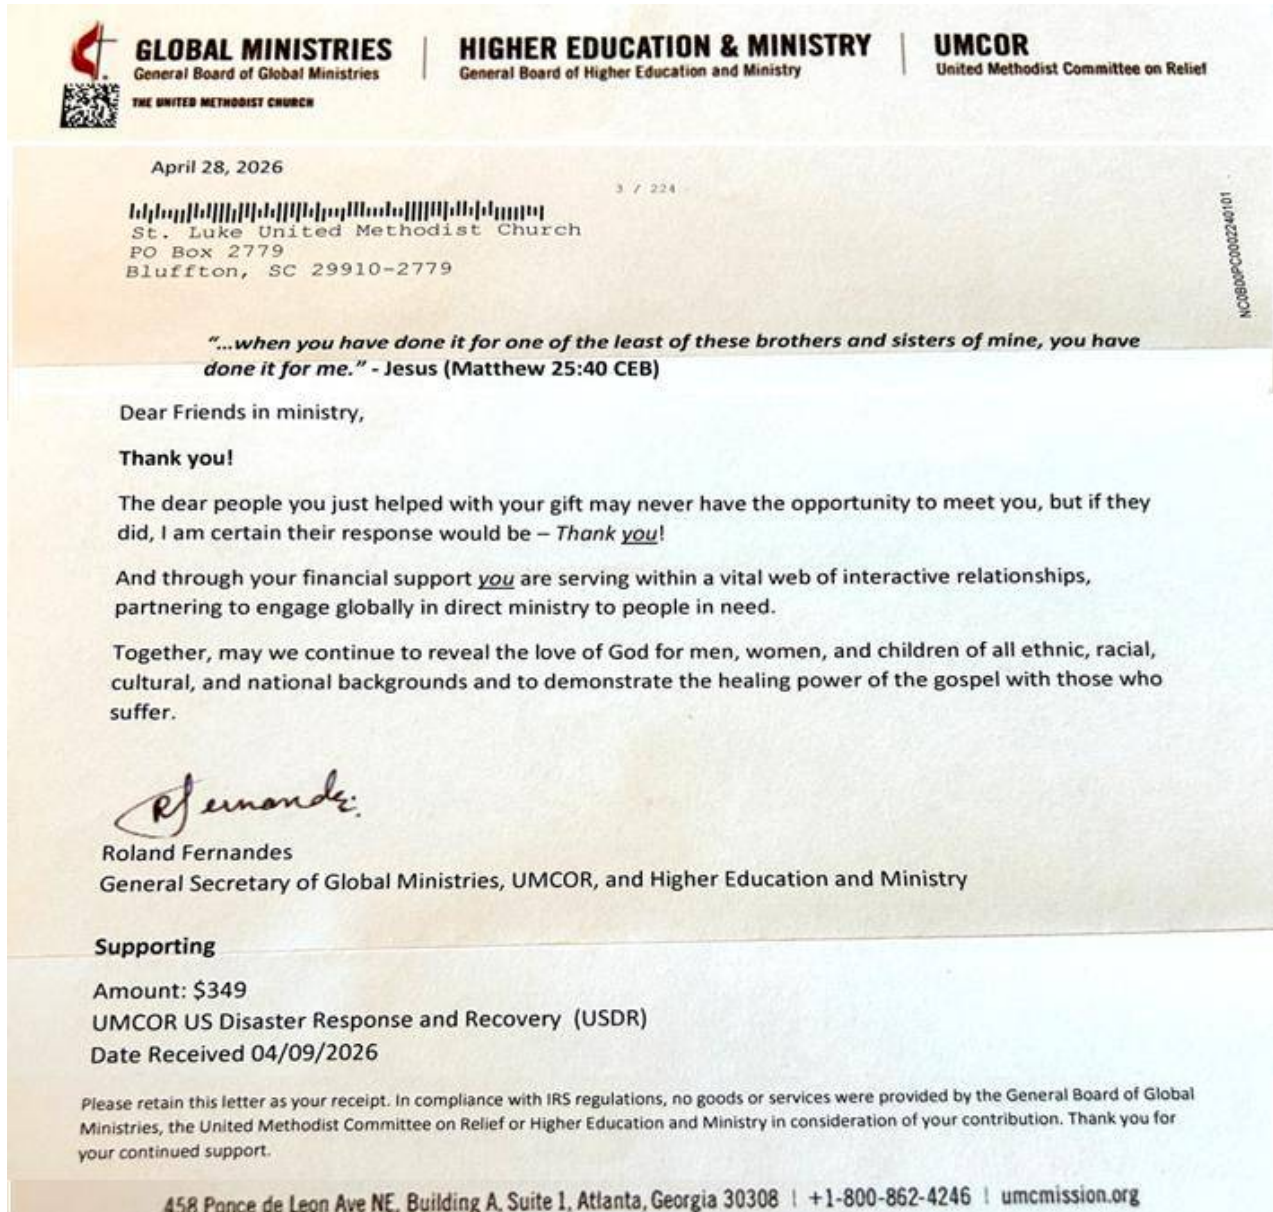 GLOBAL MINISTRIES | HIGHER EDUCATION & MINISTRY | UMCOR
General Board of Global Ministries General Board of Higher Education and Ministry United Methodist Committee on Relief
THE UNITED METHODIST CHURCH
April 28, 2026
3 / 224
St. Luke United Methodist Church
PO Box 2779
Bluffton, SC 29910-2779
NC0B00PC0002240101
"...when you have done it for one of the least of these brothers and sisters of mine, you have
done it for me." - Jesus (Matthew 25:40 CEB)
Dear Friends in ministry,
Thank you!
The dear people you just helped with your gift may never have the opportunity to meet you, but if they
did, I am certain their response would be – Thank you!
And through your financial support you are serving within a vital web of interactive relationships,
partnering to engage globally in direct ministry to people in need.
Together, may we continue to reveal the love of God for men, women, and children of all ethnic, racial,
cultural, and national backgrounds and to demonstrate the healing power of the gospel with those who
suffer.
RFernandes
Roland Fernandes
General Secretary of Global Ministries, UMCOR, and Higher Education and Ministry
Supporting
Amount: $349
UMCOR US Disaster Response and Recovery (USDR)
Date Received 04/09/2026
Please retain this letter as your receipt. In compliance with IRS regulations, no goods or services were provided by the General Board of Global
Ministries, the United Methodist Committee on Relief or Higher Education and Ministry in consideration of your contribution. Thank you for
your continued support.
458 Ponce de Leon Ave NE, Building A, Suite 1, Atlanta, Georgia 30308 | +1-800-862-4246 | umcmission.org